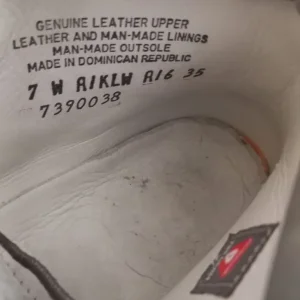 GENUINE LEATHER UPPER
LEATHER AND MAN-MADE LININGS
MAN-MADE OUTSOLE
MADE IN DOMINICAN REPUBLIC
7 W A/KLW A/6 35
7390038